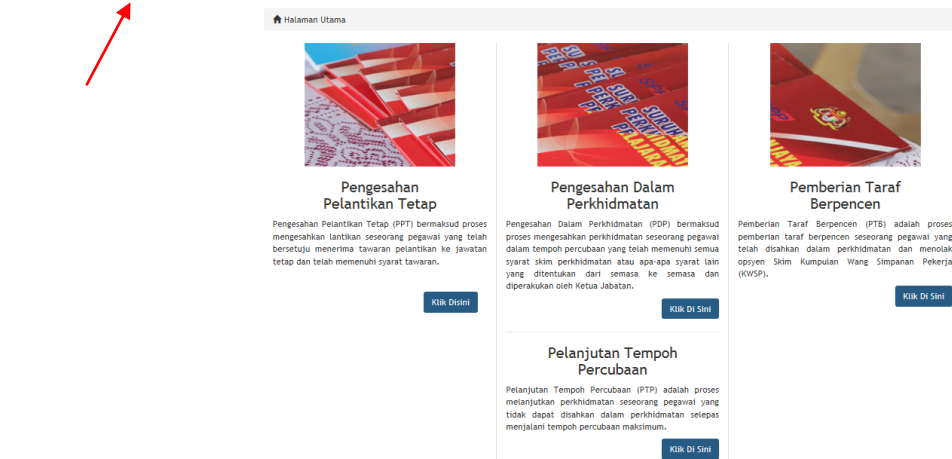 Halaman Utama
Pengesahan
Pelantikan Tetap
Pengesahan Pelantikan Tetap (PPT) bermaksud proses
mengesahkan lantikan seseorang pegawai yang telah
bersetuju menerima tawaran pelantikan ke jawatan
tetap dan telah memenuhi syarat tawaran.
Klik Disini
Pengesahan Dalam
Perkhidmatan
Pengesahan Dalam Perkhidmatan (PDP) bermaksud
proses mengesahkan perkhidmatan seseorang pegawai
dalam tempoh percubaan yang telah memenuhi semua
syarat skim perkhidmatan atau apa-apa syarat lain
yang ditentukan dari semasa ke semasa dan
diperakukan oleh Ketua Jabatan.
Klik Di Sini
Pelanjutan Tempoh
Percubaan
Pelanjutan Tempoh Percubaan (PTP) adalah proses
melanjutkan perkhidmatan seseorang pegawai yang
tidak dapat disahkan dalam perkhidmatan selepas
menjalani tempoh percubaan maksimum.
Klik Di Sini
Pemberian Taraf
Berpencen
Pemberian Taraf Berpencen (PTB) adalah proses
pemberian taraf berpencen seseorang pegawai yang
telah disahkan dalam perkhidmatan dan menolak
opsyen Skim Kumpulan Wang Simpanan Pekerja
(KWSP).
Klik Di Sini